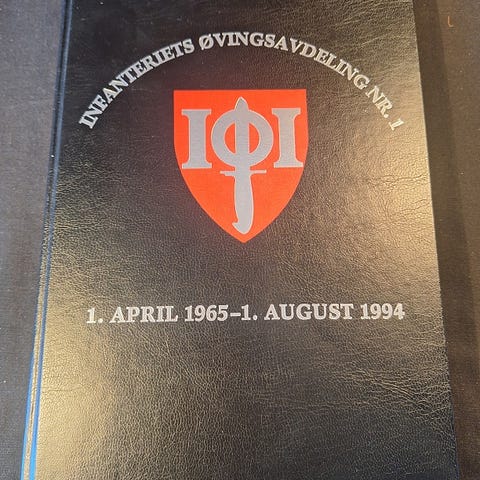 INFANTERIETS ØVINGSAVDELING NR. 1
IØI
1. APRIL 1965–1. AUGUST 1994